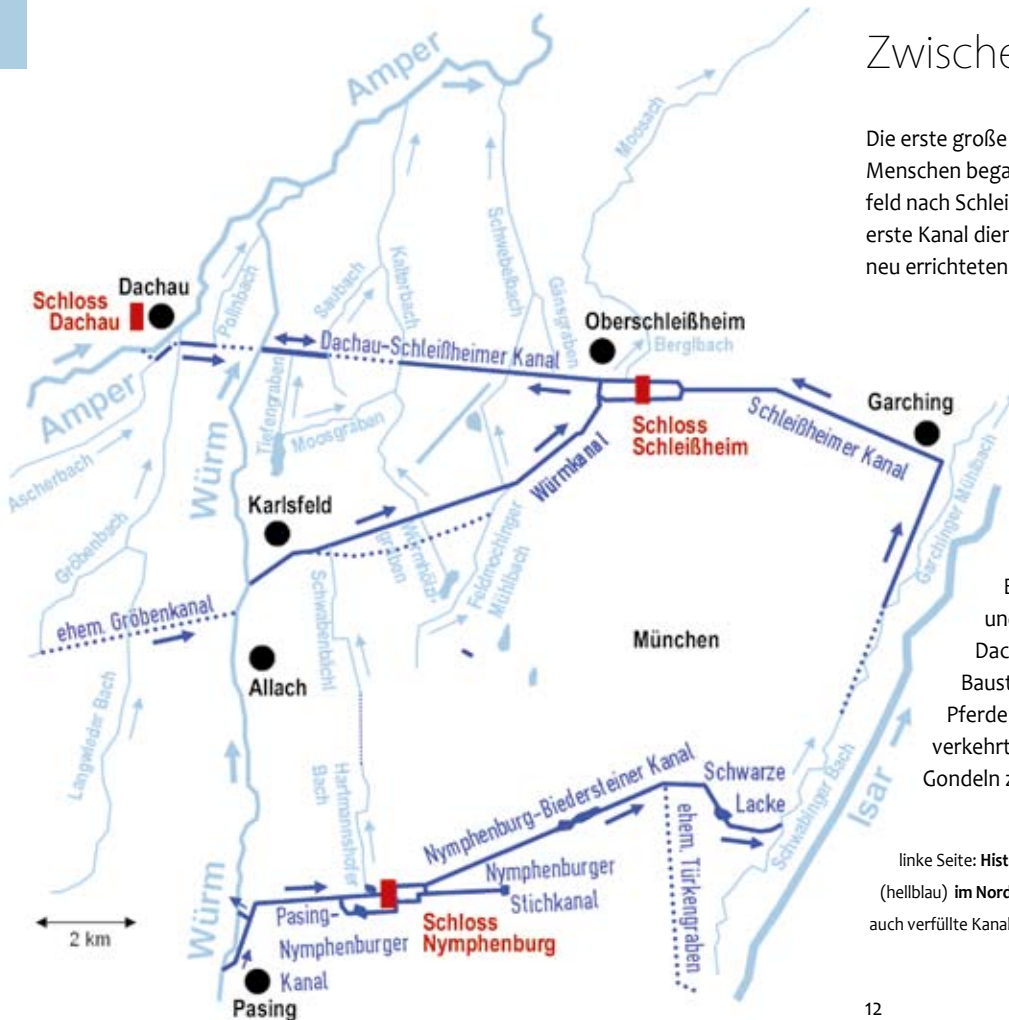 Amper
Moosach
Schwebelbach
Kalterbach
Saubach
Pollnbach
Gänsgraben
Dachau
Schloss
Dachau
Oberschleißheim
Berglbach
Dachau-Schleißheimer Kanal
Amper
Würm
Tiefengraben
Moosgraben
Ascherbach
Schloss
Schleißheim
Garching
Schleißheimer Kanal
Garchinger Mühlbach
Würmkanal
Karlsfeld
Gröbenbach
Schwabenbächl
Würmhölzl-
graben
Feldmochinger
Mühlbach
ehem. Gröbenkanal
Allach
München
Langwieder Bach
Hartmannshofer
Bach
Nymphenburg-Biedersteiner Kanal
Schwarze
Lacke
Schwabinger Bach
Isar
ehem. Türkengraben
Nymphenburger
Stichkanal
Würm
Pasing-
Nymphenburger
Kanal
Schloss
Nymphenburg
2 km
Pasing
Zwische
Die erste große
Menschen bega
feld nach Schlei
erste Kanal dien
neu errichteten
un
Dac
Baust
Pferde
verkehrt
Gondeln z
linke Seite: Hist
(hellblau) im Nord
auch verfüllte Kanal
12